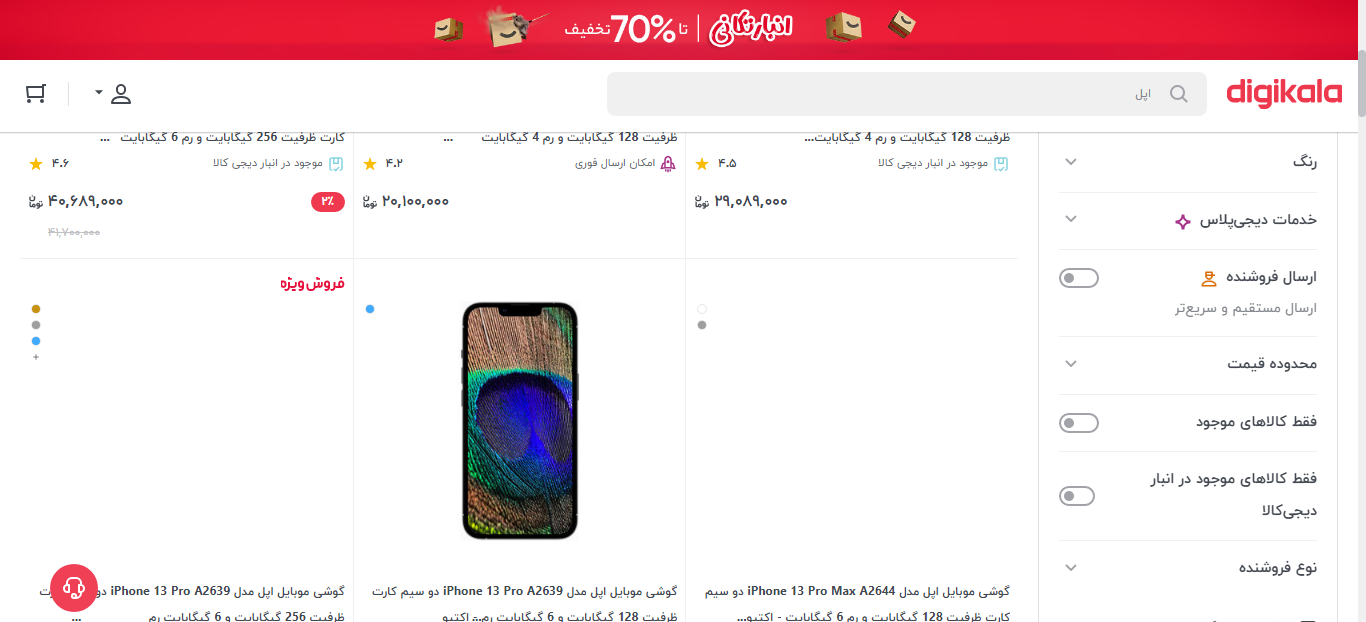 انبارتکانی | تا 70% تخفیف
digikala
اپل
رنگ
خدمات دیجی‌پلاس
ارسال فروشنده
ارسال مستقیم و سریع‌تر
محدوده قیمت
فقط کالاهای موجود
فقط کالاهای موجود در انبار
دیجی‌کالا
نوع فروشنده
ظرفیت 128 گیگابایت و رم 4 گیگابایت...
موجود در انبار دیجی کالا
۴.۵
۲۹,۰۸۹,۰۰۰ تومان
ظرفیت 128 گیگابایت و رم 4 گیگابایت ...
امکان ارسال فوری
۴.۲
۲۰,۱۰۰,۰۰۰ تومان
کارت ظرفیت 256 گیگابایت و رم 6 گیگابایت ...
موجود در انبار دیجی کالا
۴.۶
۲٪
۴۰,۶۸۹,۰۰۰ تومان
۴۱,۷۰۰,۰۰۰
گوشی موبایل اپل مدل iPhone 13 Pro Max A2644 دو سیم
کارت ظرفیت 128 گیگابایت و رم 6 گیگابایت - اکتیو...
گوشی موبایل اپل مدل iPhone 13 Pro A2639 دو سیم‌ کارت
ظرفیت 128 گیگابایت و 6 گیگابایت رم - اکتیو...
فروش ویژه
+
گوشی موبایل اپل مدل iPhone 13 Pro A2639 دو
ظرفیت 256 گیگابایت و 6 گیگابایت رم ...